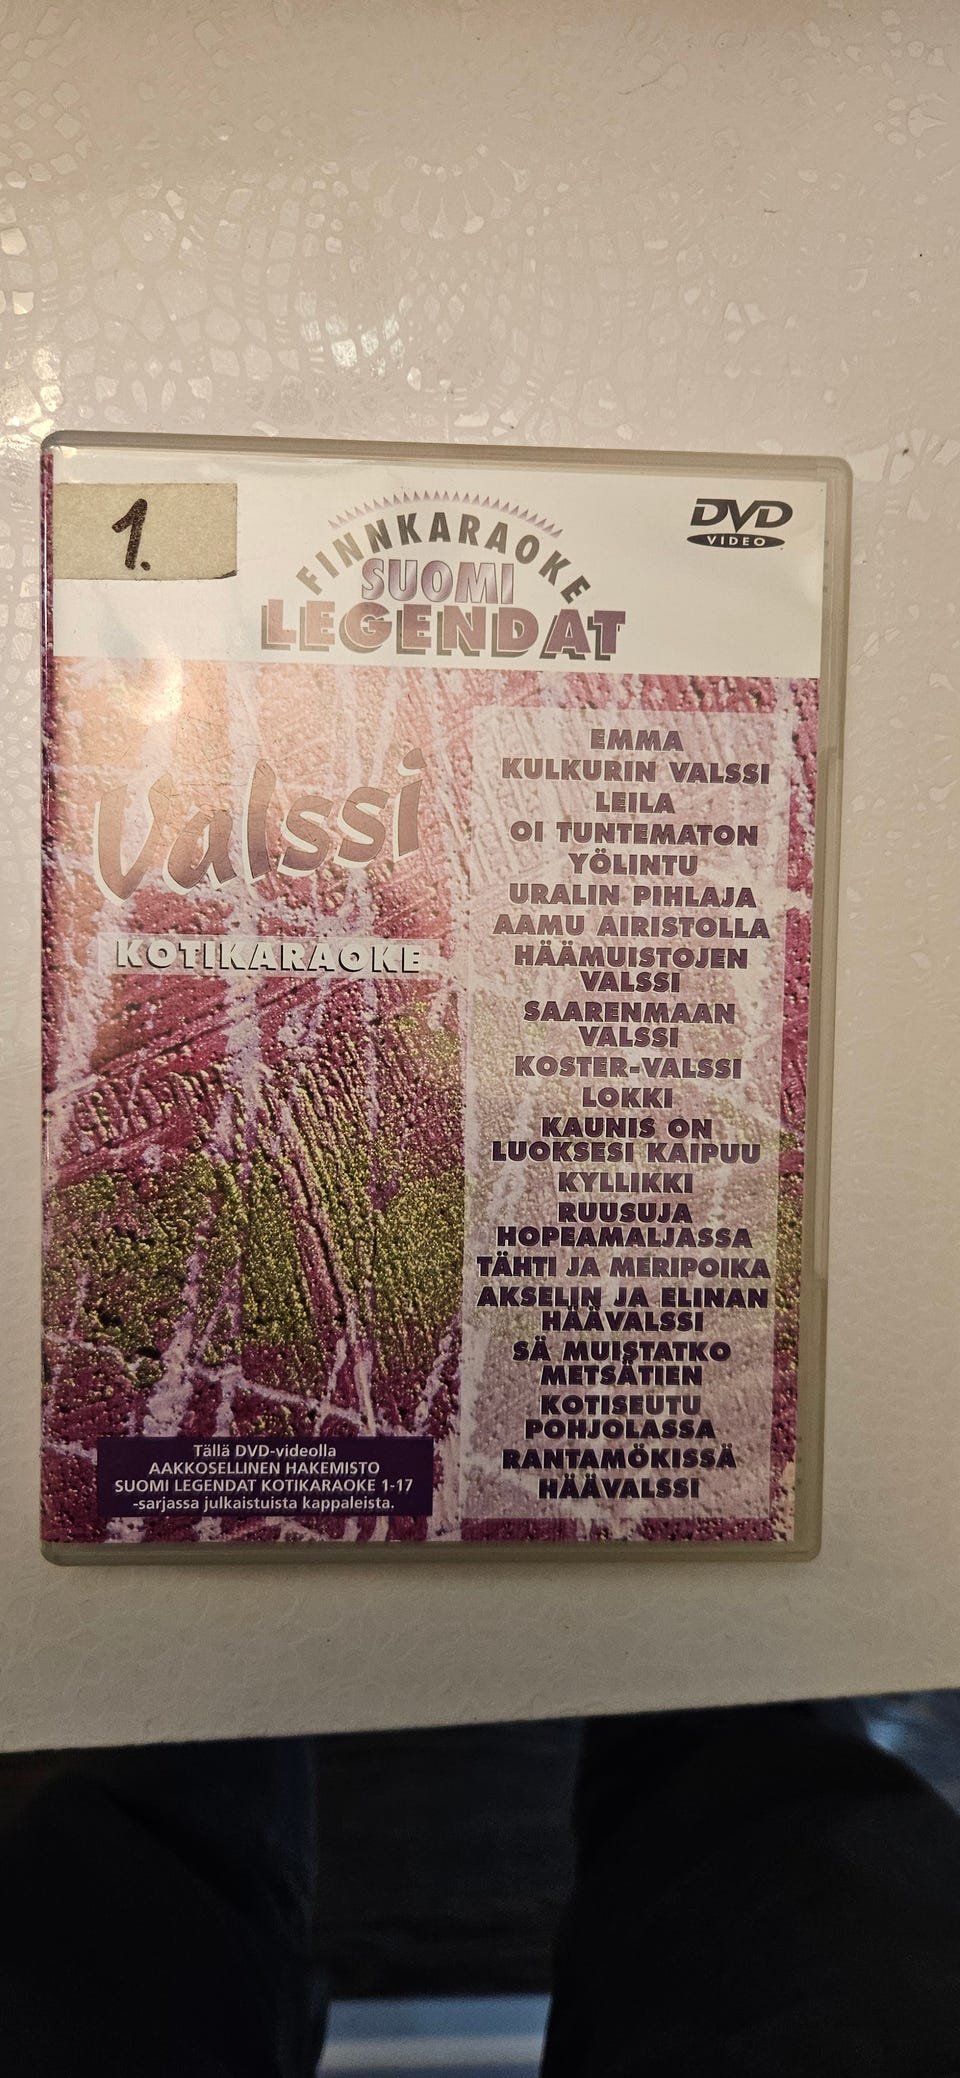 1.
FINNKARAOKE
SUOMI
LEGENDAT
DVD
VIDEO
Valssi
KOTIKARAOKE
EMMA
KULKURIN VALSSI
LEILA
OI TUNTEMATON
YÖLINTU
URALIN PIHLAJA
AAMU AIRISTOLLA
HÄÄMUISTOJEN
VALSSI
SAARENMAAN
VALSSI
KOSTER-VALSSI
LOKKI
KAUNIS ON
LUOKSESI KAIPUU
KYLLIKKI
RUUSUJA
HOPEAMALJASSA
TÄHTI JA MERIPOIKA
AKSELIN JA ELINAN
HÄÄVALSSI
SÄ MUISTATKO
METSÄTIEN
KOTISEUTU
POHJOLASSA
RANTAMÖKISSÄ
HÄÄVALSSI
Tällä DVD-videolla
AAKKOSELLINEN HAKEMISTO
SUOMI LEGENDAT KOTIKARAOKE 1-17
-sarjassa julkaistuista kappaleista.